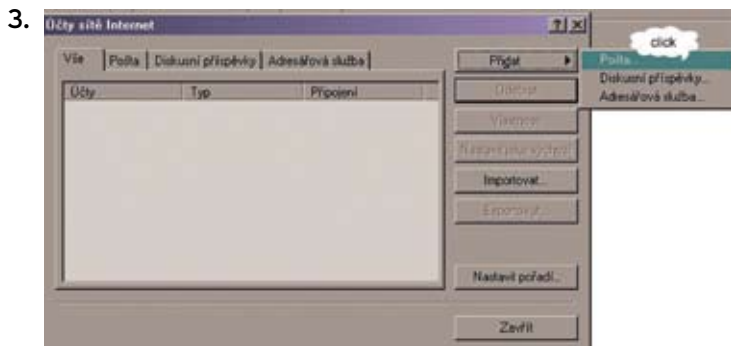 3.
Účty sítě Internet
Vše Pošta Diskusní příspěvky Adresářová služba
Účty Typ Připojení
Přidat
click
Pošta...
Diskusní příspěvky...
Adresářová služba...
Odebrat
Vlastnosti
Nastavit jako výchozí
Importovat...
Exportovat...
Nastavit pořadí...
Zavřít